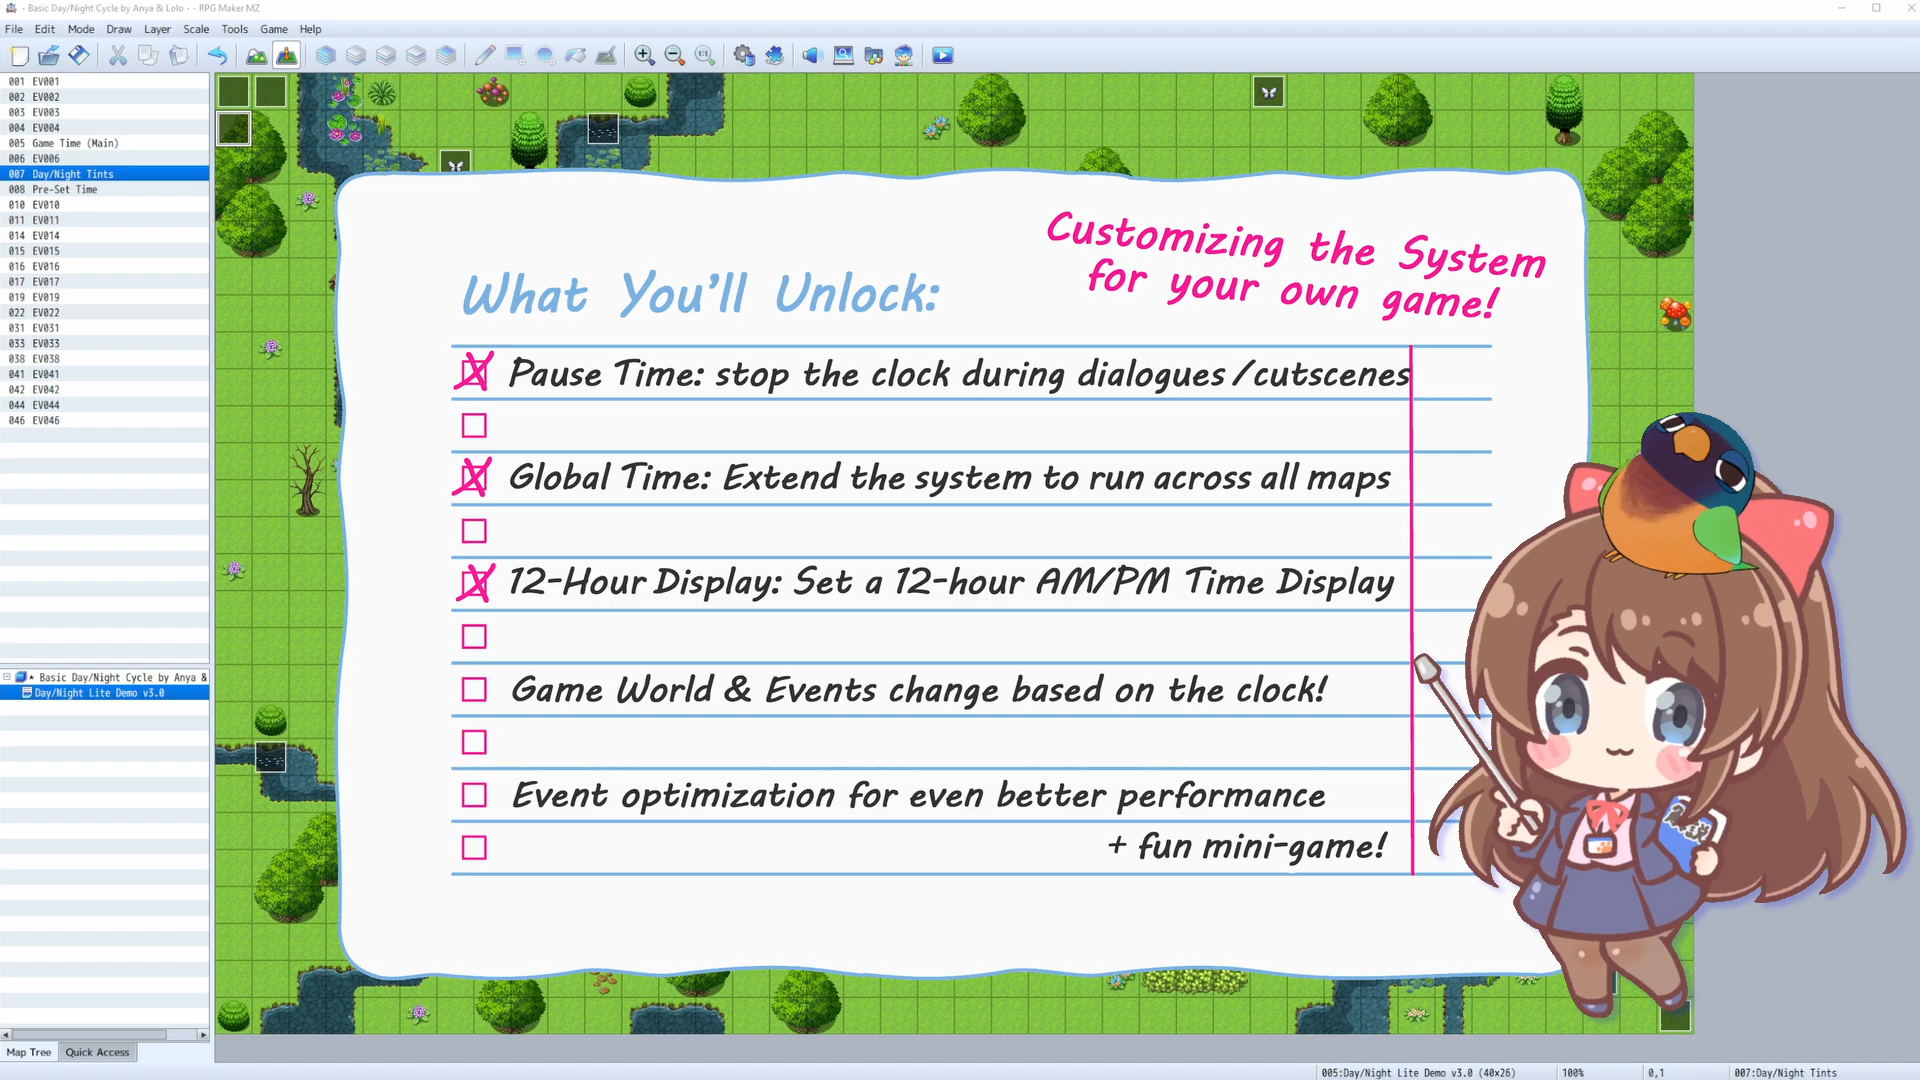 - Basic Day/Night Cycle by Anya & Lolo - - RPG Maker MZ
File Edit Mode Draw Layer Scale Tools Game Help
001 EV001
002 EV002
003 EV003
004 EV004
005 Game Time (Main)
006 EV006
007 Day/Night Tints
008 Pre-Set Time
010 EV010
011 EV011
014 EV014
015 EV015
016 EV016
017 EV017
019 EV019
022 EV022
031 EV031
033 EV033
038 EV038
041 EV041
042 EV042
044 EV044
046 EV046
Basic Day/Night Cycle by Anya &
Day/Night Lite Demo v3.0
Map Tree Quick Access
Customizing the System
for your own game!
What You'll Unlock:
Pause Time: stop the clock during dialogues/cutscenes
Global Time: Extend the system to run across all maps
12-Hour Display: Set a 12-hour AM/PM Time Display
Game World & Events change based on the clock!
Event optimization for even better performance
+ fun mini-game!
005:Day/Night Lite Demo v3.0 (40x26) 100% 0,1 007:Day/Night Tints